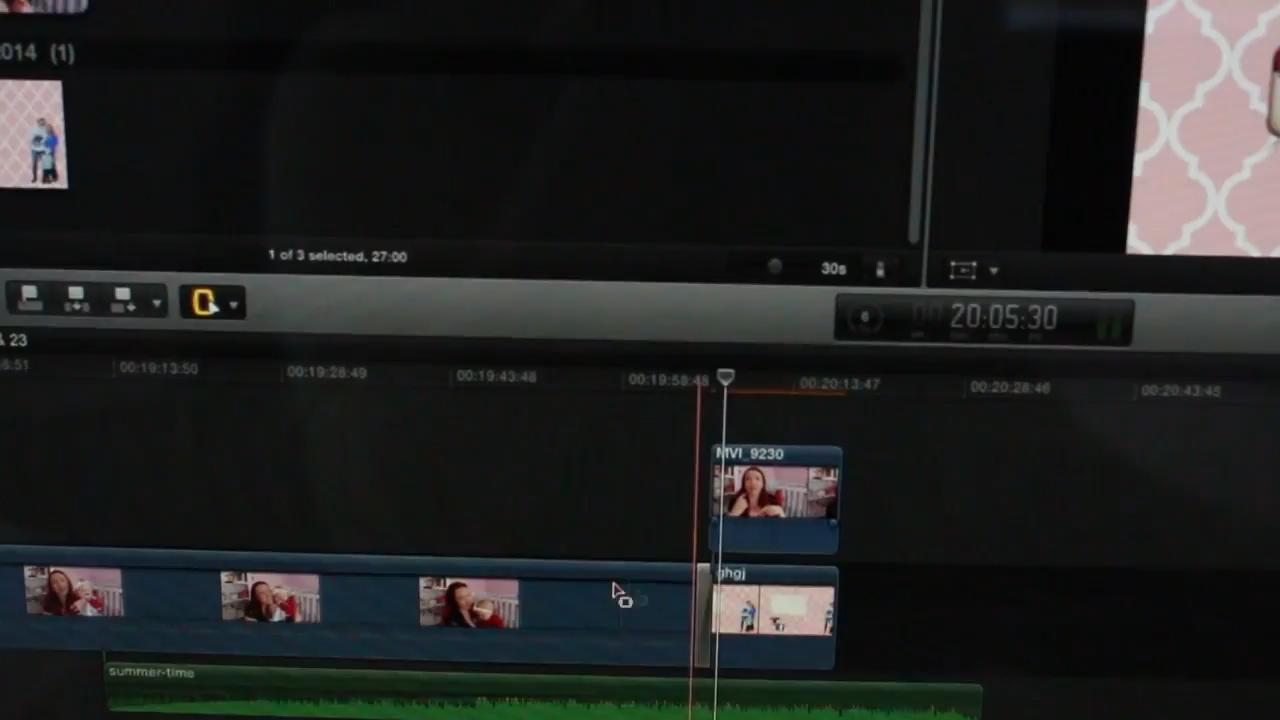 014 (1)
1 of 3 selected, 27:00
30s
20:05:30
& 23
8:51
00:19:13:50
00:19:28:49
00:19:43:48
00:19:58:48
00:20:13:47
00:20:28:46
00:20:43:45
MVI_9230
ghgj
summer-time